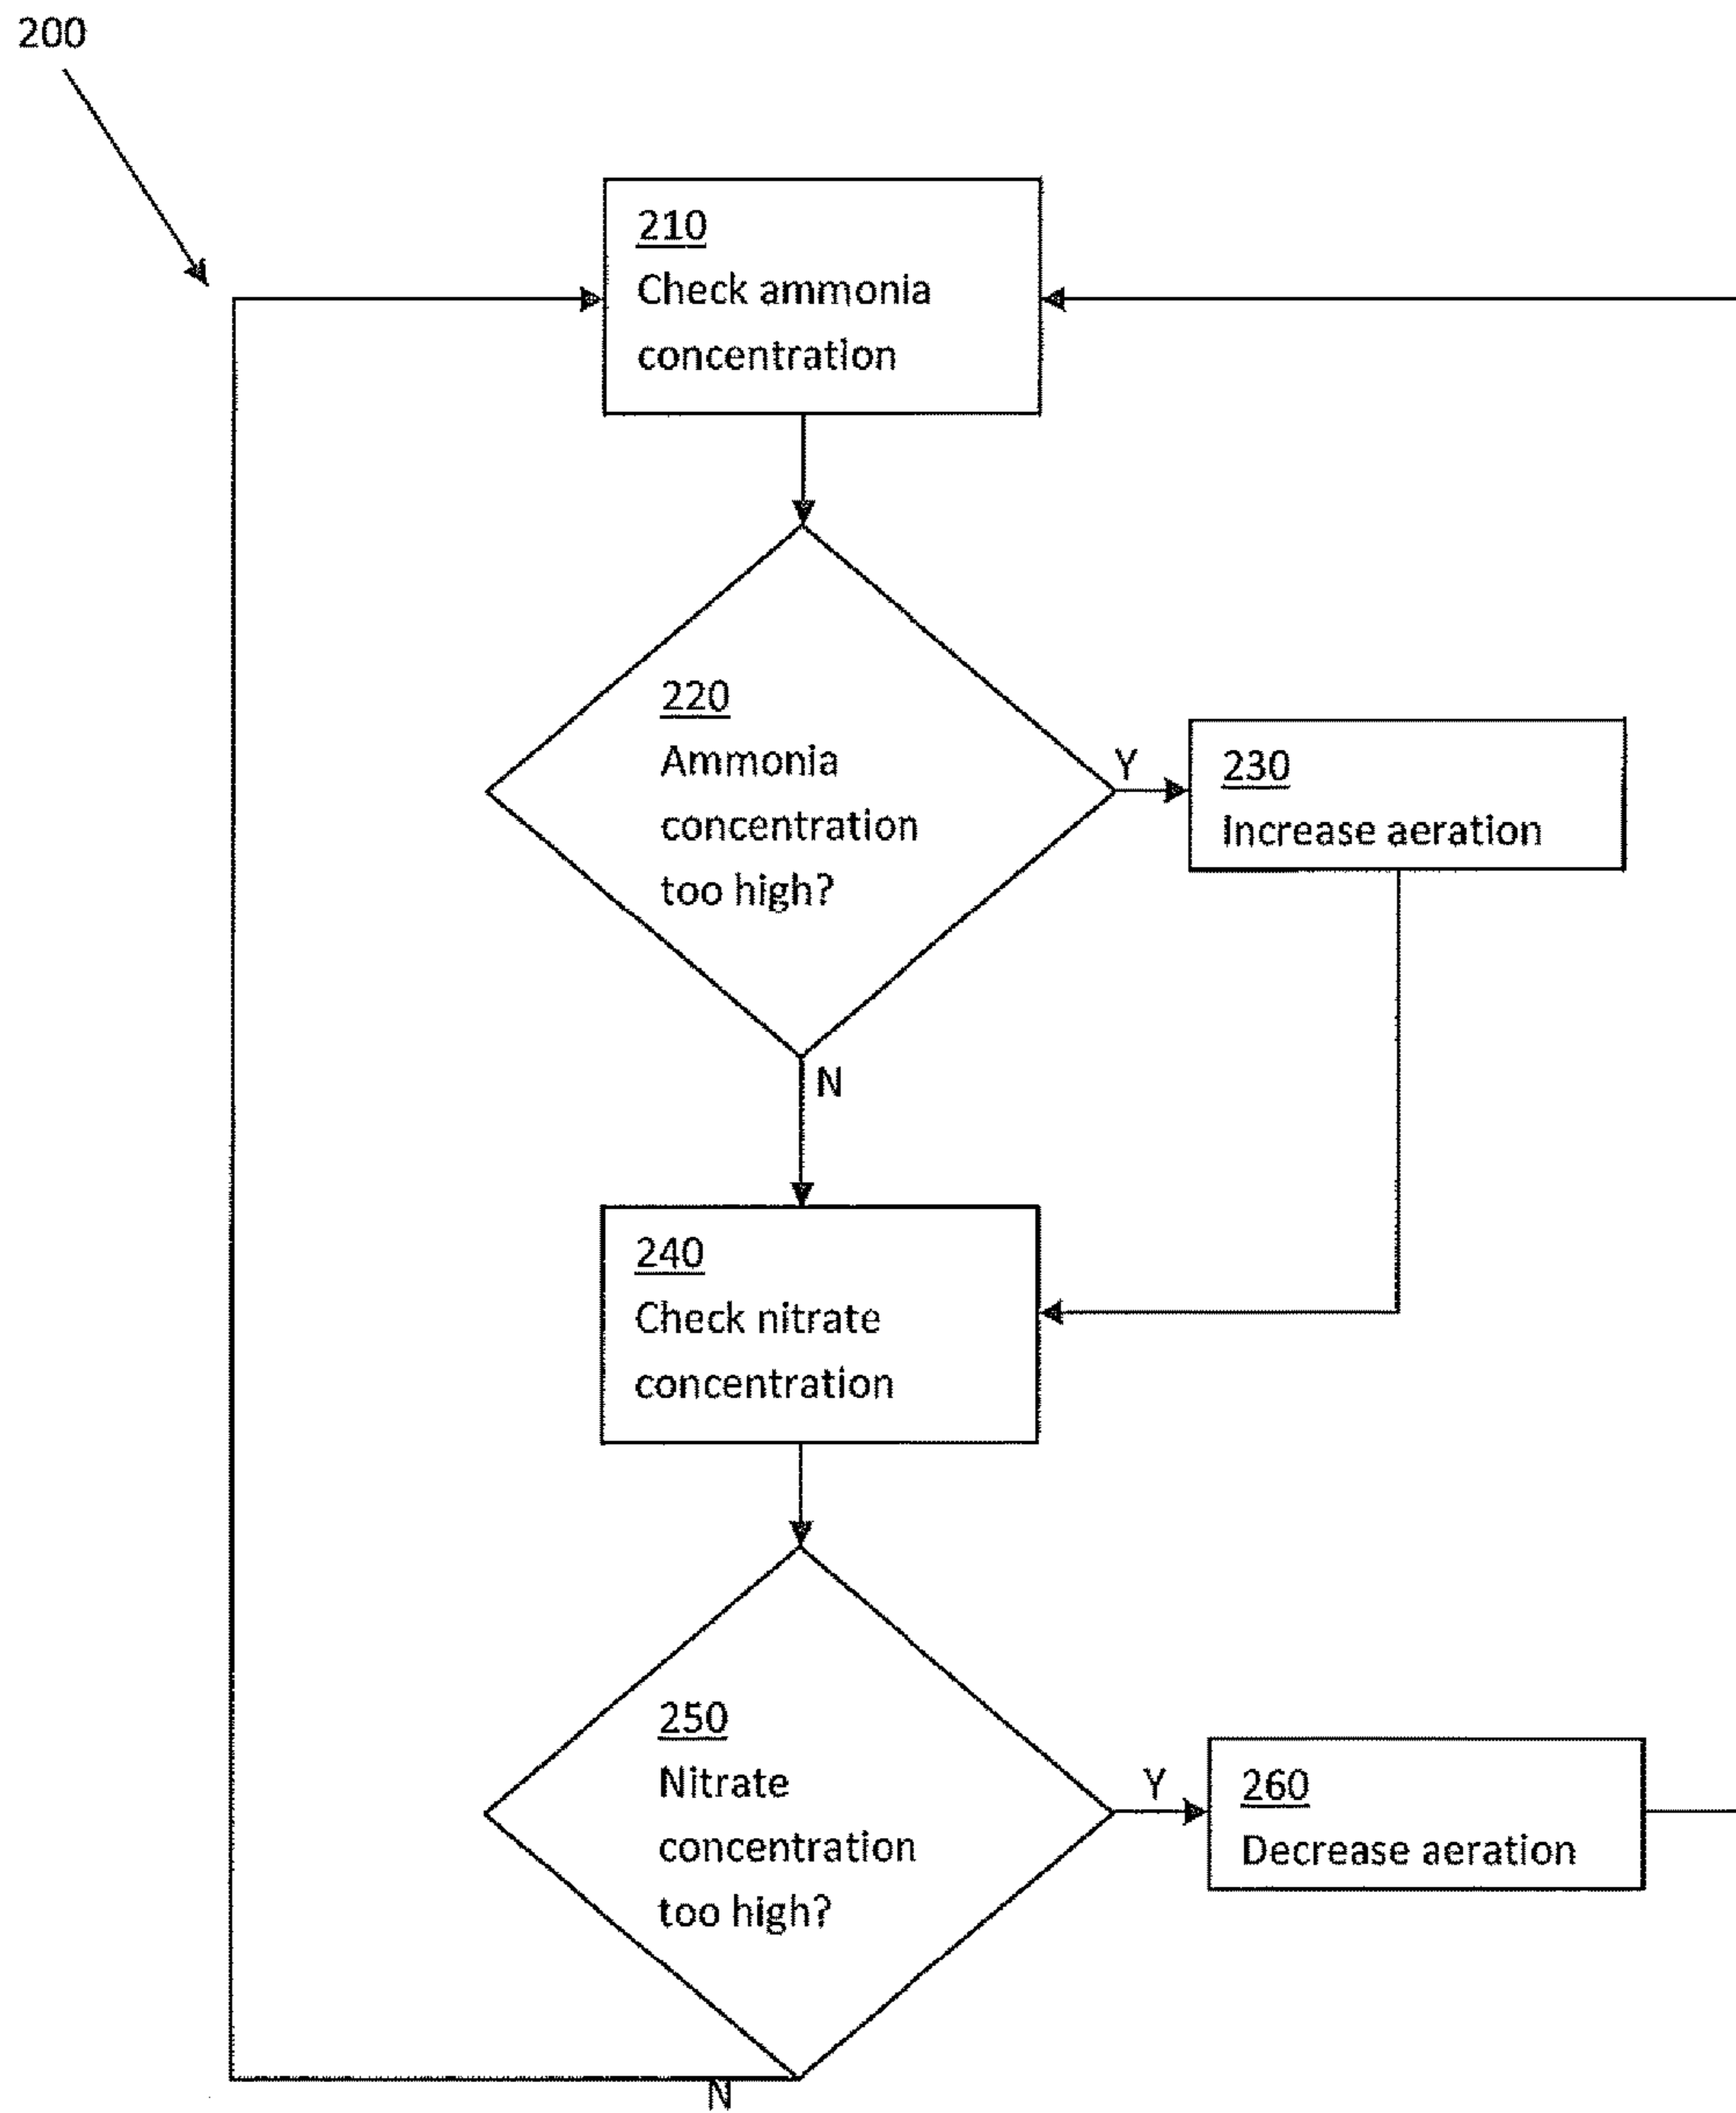 200
210
Check ammonia
concentration
220
Ammonia
concentration
too high?
Y
230
Increase aeration
N
240
Check nitrate
concentration
250
Nitrate
concentration
too high?
Y
260
Decrease aeration
N